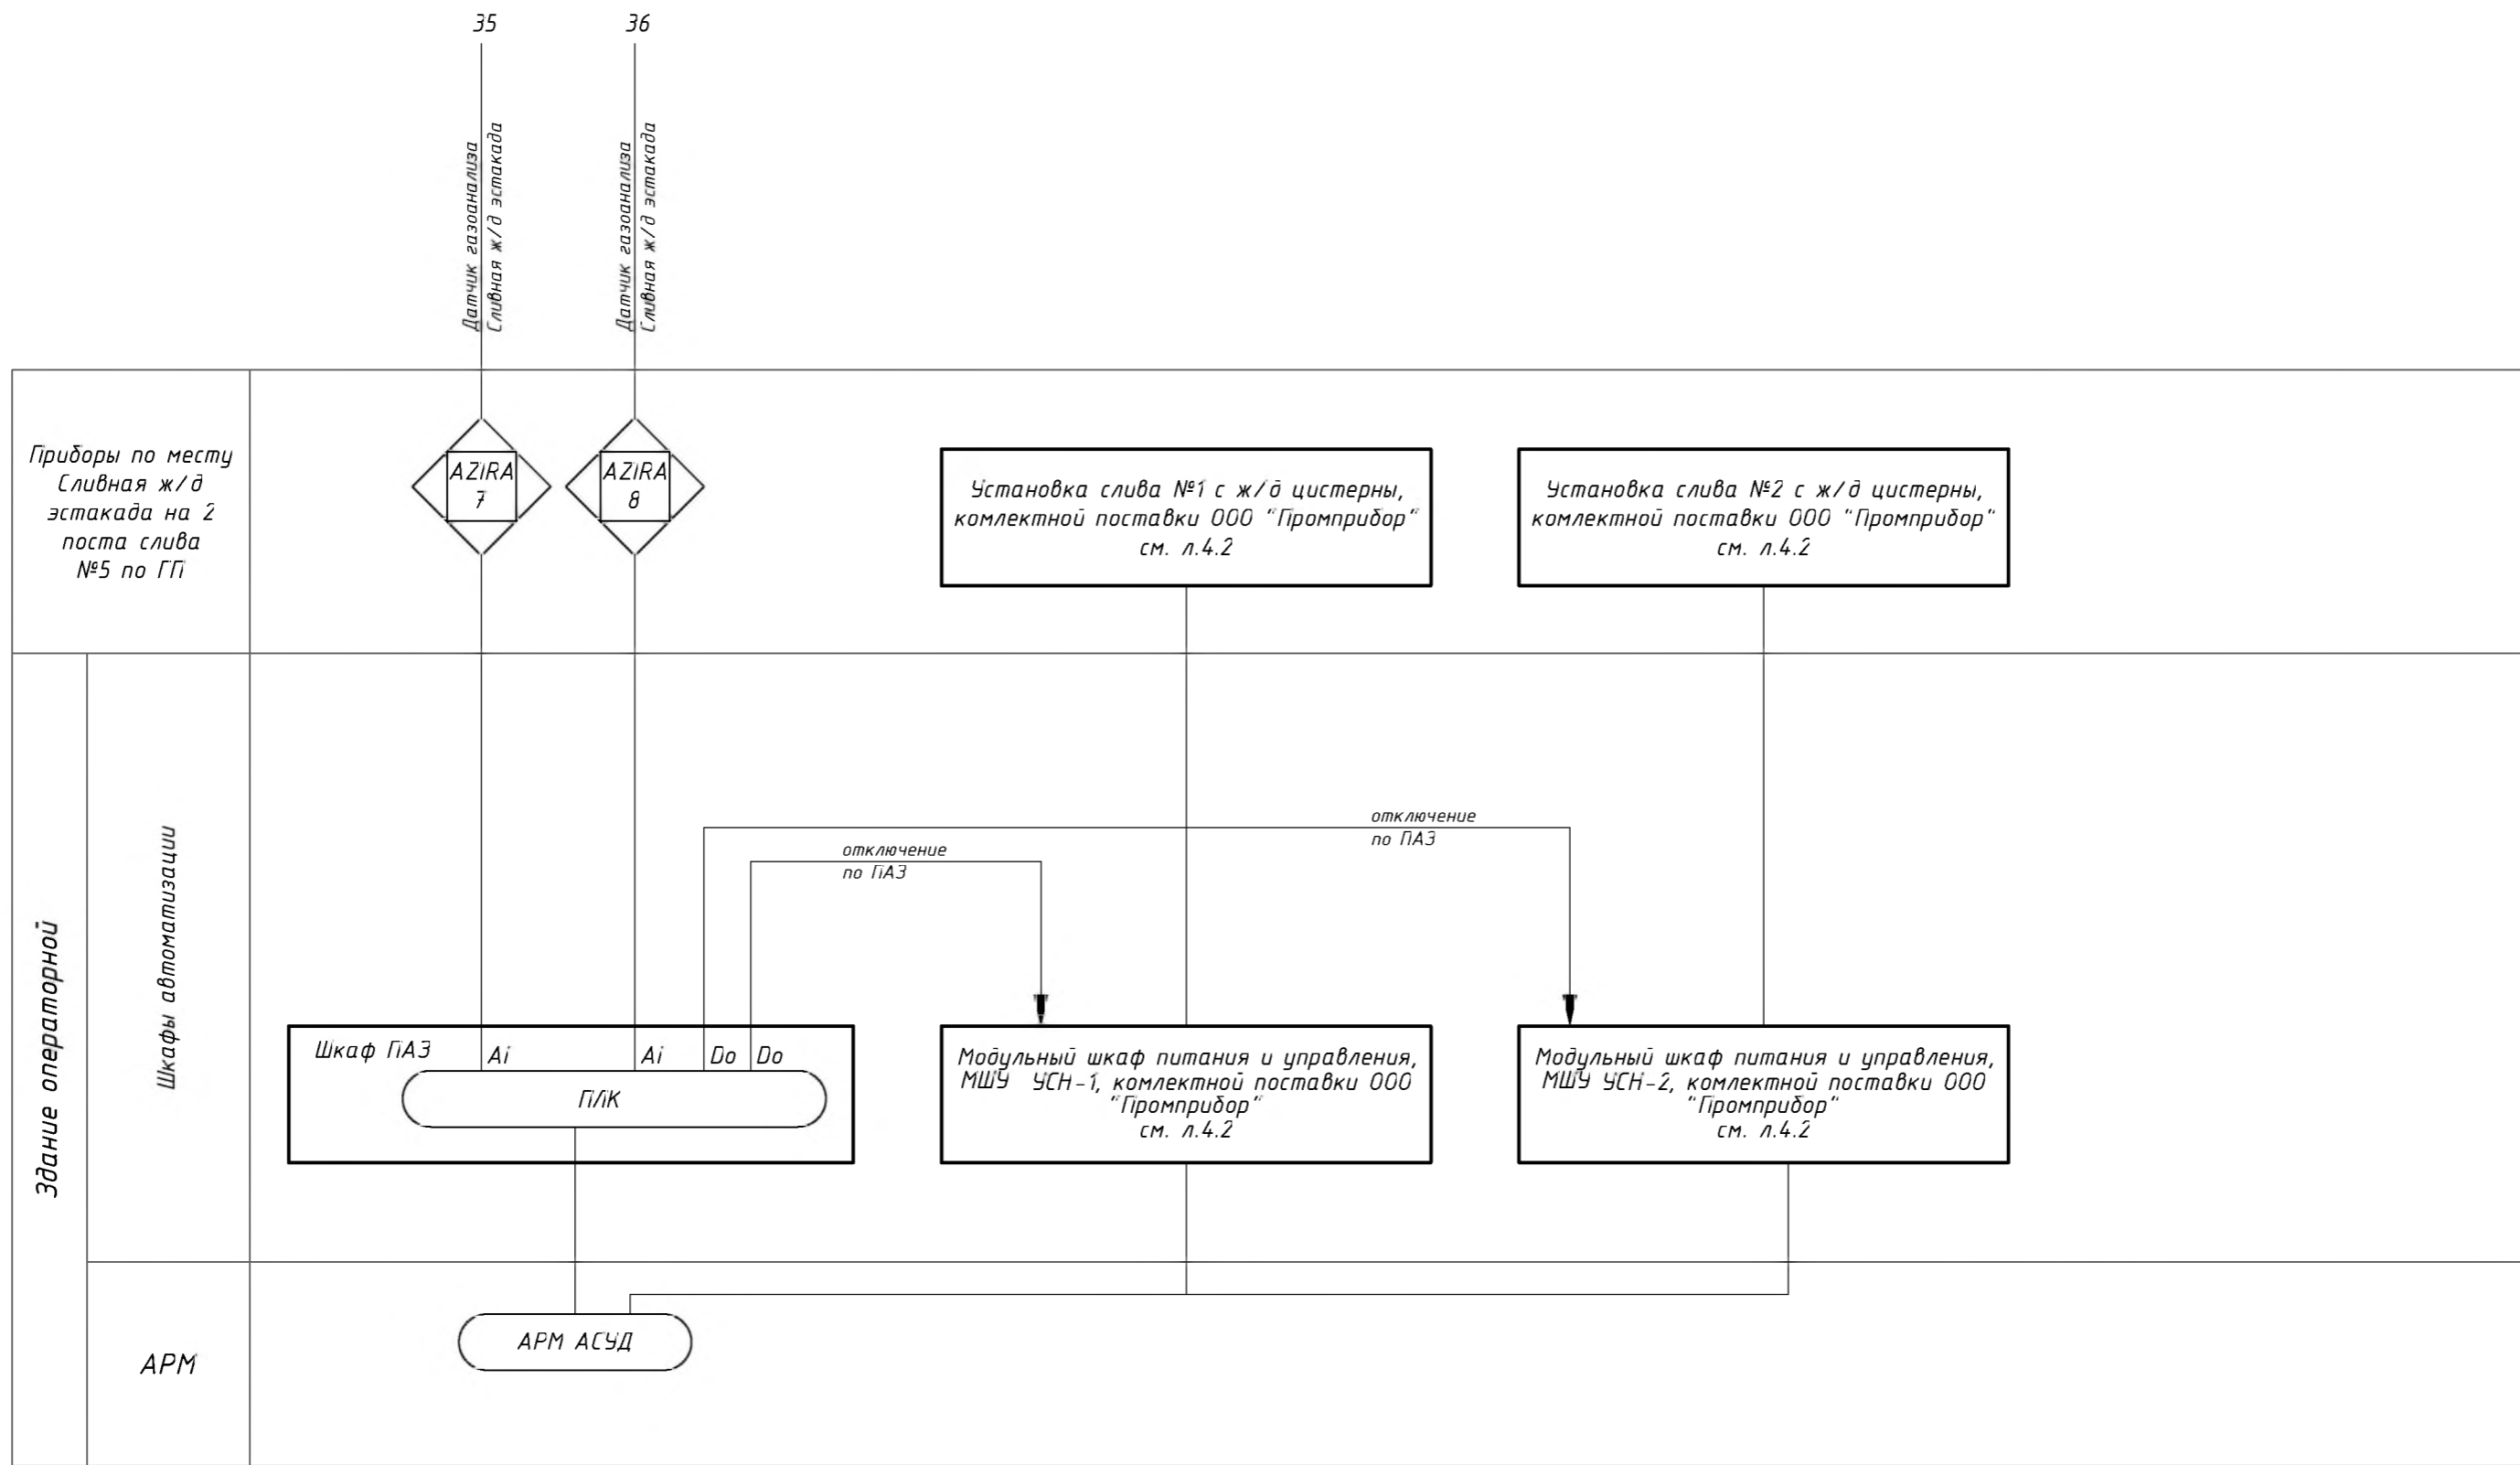 35
36
Датчик газоанализа
Сливная ж/д эстакада
Датчик газоанализа
Сливная ж/д эстакада
Приборы по месту
Сливная ж/д
эстакада на 2
поста слива
№5 по ГП
AZIRA
7
AZIRA
8
Установка слива №1 с ж/д цистерны,
комлектной поставки ООО "Промприбор"
см. л.4.2
Установка слива №2 с ж/д цистерны,
комлектной поставки ООО "Промприбор"
см. л.4.2
Здание операторной
Шкафы автоматизации
отключение
по ПАЗ
отключение
по ПАЗ
Шкаф ПАЗ
Ai
Ai
Do
Do
ПЛК
Модульный шкаф питания и управления,
МШУ УСН-1, комлектной поставки ООО
"Промприбор"
см. л.4.2
Модульный шкаф питания и управления,
МШУ УСН-2, комлектной поставки ООО
"Промприбор"
см. л.4.2
АРМ
АРМ АСУД